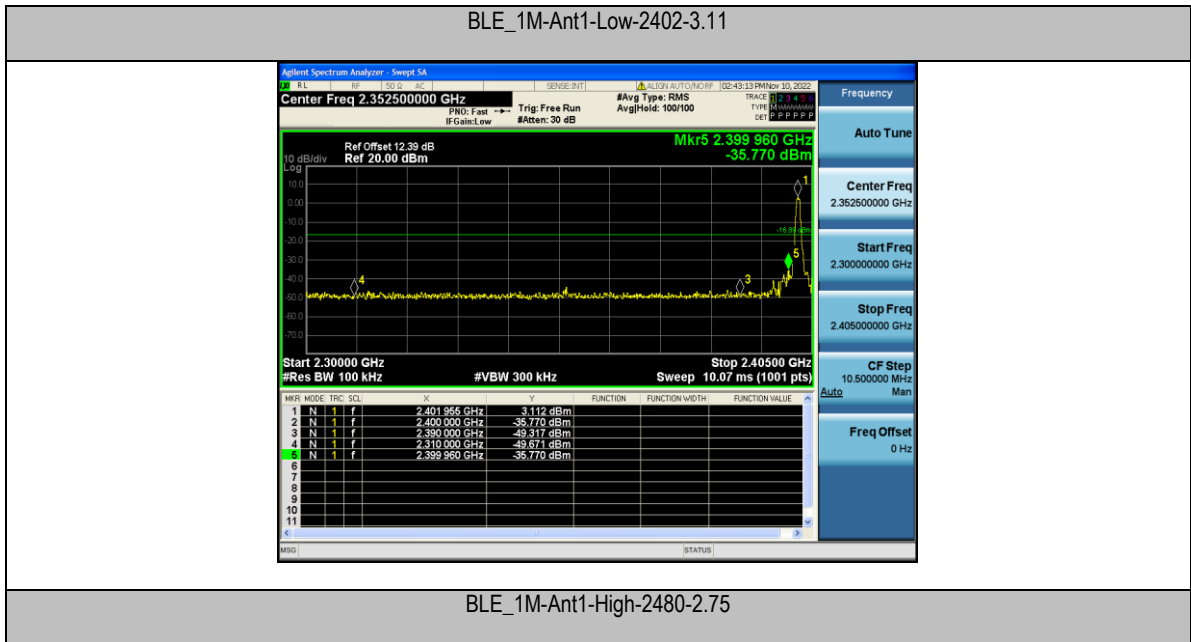 BLE_1M-Ant1-Low-2402-3.11
Agilent Spectrum Analyzer - Swept SA
RL RF 50 Ω AC SENSE:INT ALIGN AUTO/NO RF 02:43:13 PM Nov 10, 2022
Center Freq 2.352500000 GHz
PNO: Fast
IFGain:Low
Trig: Free Run
#Atten: 30 dB
#Avg Type: RMS
Avg|Hold: 100/100
TRACE 1 2 3 4 5 6
TYPE M
DET P P P P P P
Frequency
Mkr5 2.399 960 GHz
-35.770 dBm
Ref Offset 12.39 dB
10 dB/div Ref 20.00 dBm
Log
10.0
0.00
-10.0
-20.0
-30.0
-40.0
-50.0
-60.0
-70.0
1
5
4
3
Start 2.30000 GHz Stop 2.40500 GHz
#Res BW 100 kHz #VBW 300 kHz Sweep 10.07 ms (1001 pts)
MKR MODE TRC SCL X Y FUNCTION FUNCTION WIDTH FUNCTION VALUE
1 N 1 f 2.401 955 GHz 3.112 dBm
2 N 1 f 2.400 000 GHz -35.770 dBm
3 N 1 f 2.390 000 GHz -49.317 dBm
4 N 1 f 2.310 000 GHz -49.671 dBm
5 N 1 f 2.399 960 GHz -35.770 dBm
6
7
8
9
10
11
MSG STATUS
Auto Tune
Center Freq
2.352500000 GHz
Start Freq
2.300000000 GHz
Stop Freq
2.405000000 GHz
CF Step
10.500000 MHz
Auto Man
Freq Offset
0 Hz
BLE_1M-Ant1-High-2480-2.75